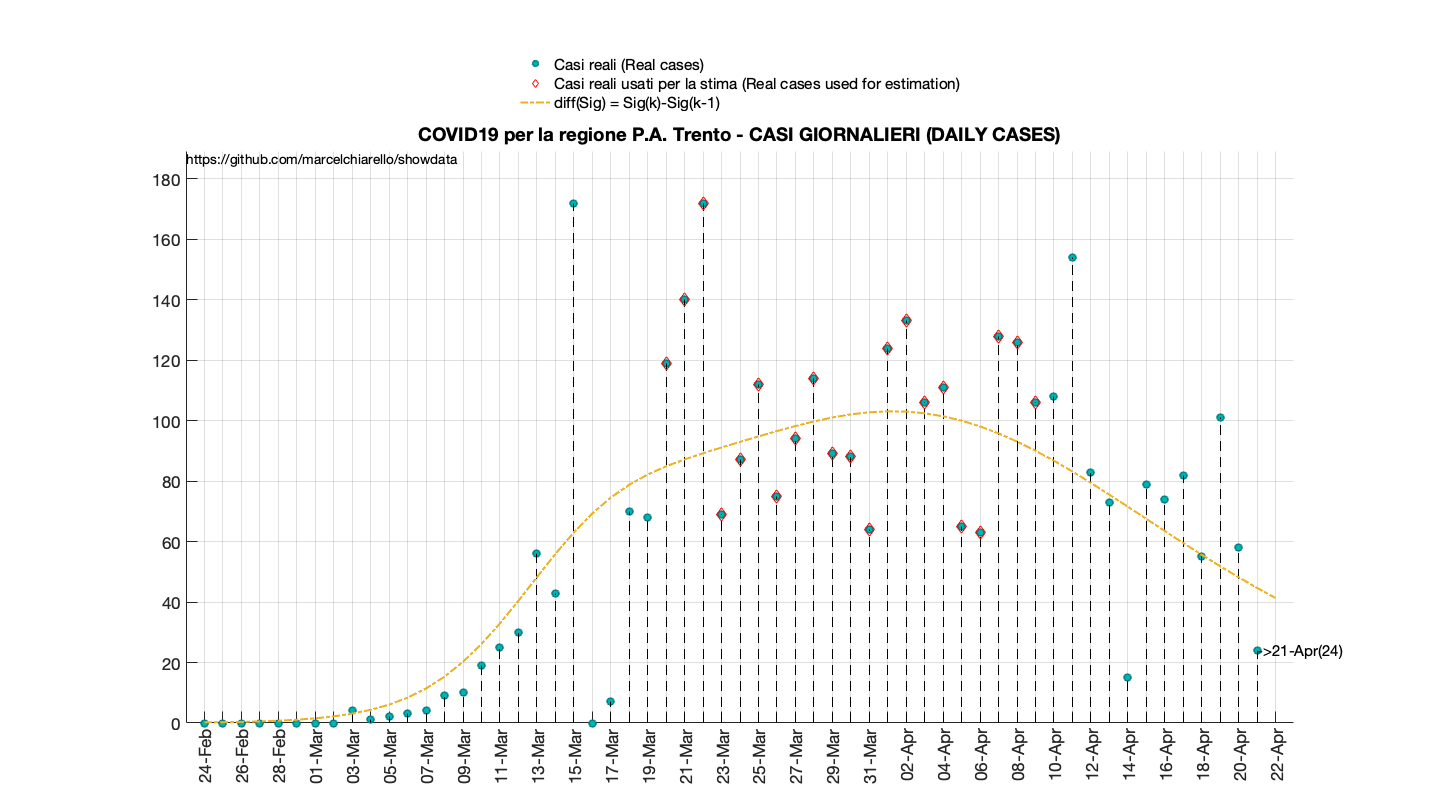 Casi reali (Real cases)
Casi reali usati per la stima (Real cases used for estimation)
diff(Sig) = Sig(k)-Sig(k-1)
COVID19 per la regione P.A. Trento - CASI GIORNALIERI (DAILY CASES)
https://github.com/marcelchiarello/showdata
180
160
140
120
100
80
60
40
20
0
>21-Apr(24)
24-Feb
26-Feb
28-Feb
01-Mar
03-Mar
05-Mar
07-Mar
09-Mar
11-Mar
13-Mar
15-Mar
17-Mar
19-Mar
21-Mar
23-Mar
25-Mar
27-Mar
29-Mar
31-Mar
02-Apr
04-Apr
06-Apr
08-Apr
10-Apr
12-Apr
14-Apr
16-Apr
18-Apr
20-Apr
22-Apr